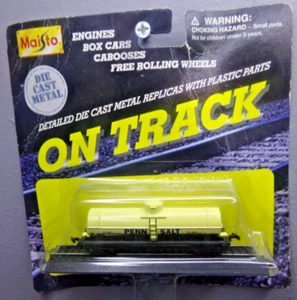 Maisto
DIE CAST METAL
ENGINES
BOX CARS
CABOOSES
FREE ROLLING WHEELS
⚠ WARNING:
CHOKING HAZARD - Small parts.
Not for children under 3 years.
DETAILED DIE CAST METAL REPLICAS WITH PLASTIC PARTS
ON TRACK
PENN SALT